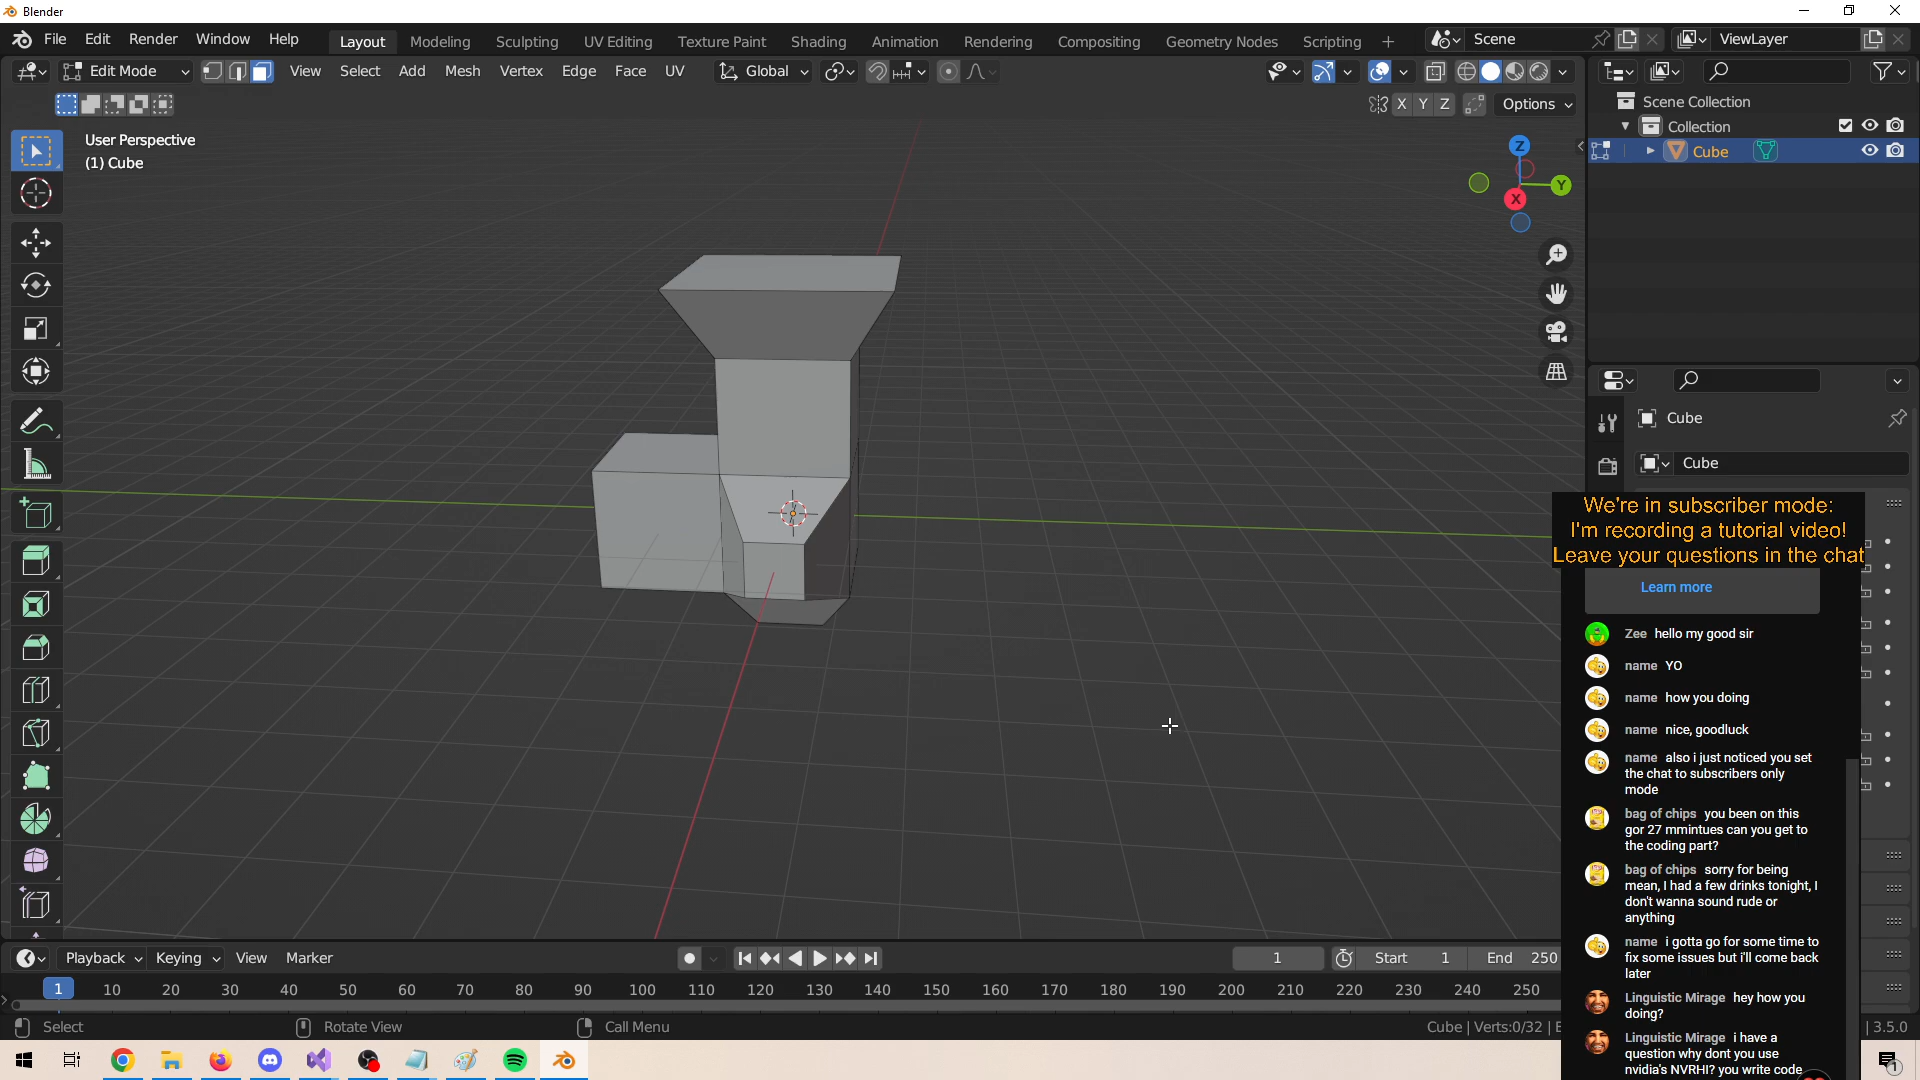 Blender
File Edit Render Window Help
Layout Modeling Sculpting UV Editing Texture Paint Shading Animation Rendering Compositing Geometry Nodes Scripting +
Scene
ViewLayer
Edit Mode View Select Add Mesh Vertex Edge Face UV Global
X Y Z Options
User Perspective
(1) Cube
Z
Y
X
Scene Collection
Collection
Cube
Cube
Cube
We're in subscriber mode:
I'm recording a tutorial video!
Leave your questions in the chat
Learn more
Zee hello my good sir
name YO
name how you doing
name nice, goodluck
name also i just noticed you set
the chat to subscribers only
mode
bag of chips you been on this
gor 27 mmintues can you get to
the coding part?
bag of chips sorry for being
mean, I had a few drinks tonight, I
don't wanna sound rude or
anything
name i gotta go for some time to
fix some issues but i'll come back
later
Linguistic Mirage hey how you
doing?
Linguistic Mirage i have a
question why dont you use
nvidia's NVRHI? you write code
Playback Keying View Marker
1 Start 1 End 250
1 10 20 30 40 50 60 70 80 90 100 110 120 130 140 150 160 170 180 190 200 210 220 230 240 250
Select Rotate View Call Menu
Cube | Verts:0/32 | E
3.5.0
1